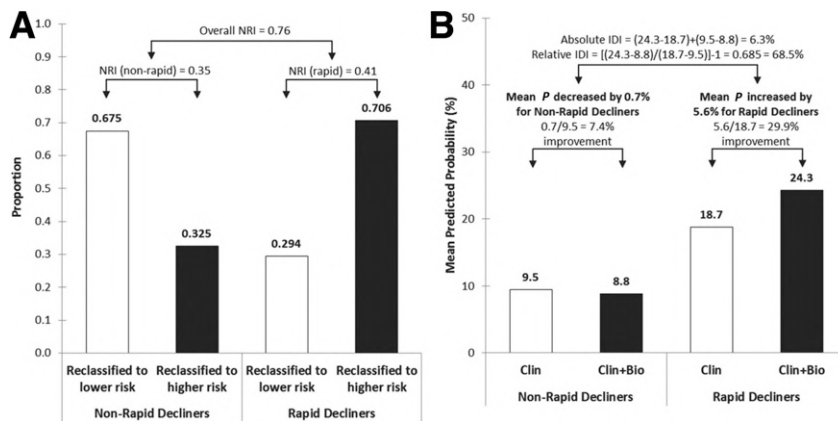 A
Overall NRI = 0.76
NRI (non-rapid) = 0.35
NRI (rapid) = 0.41
Proportion
1.0
0.9
0.8
0.7
0.6
0.5
0.4
0.3
0.2
0.1
0.0
0.675
0.325
0.294
0.706
Reclassified to lower risk
Reclassified to higher risk
Reclassified to lower risk
Reclassified to higher risk
Non-Rapid Decliners
Rapid Decliners
B
Absolute IDI = (24.3-18.7)+(9.5-8.8) = 6.3%
Relative IDI = [(24.3-8.8)/(18.7-9.5)]-1 = 0.685 = 68.5%
Mean P decreased by 0.7%
for Non-Rapid Decliners
0.7/9.5 = 7.4%
improvement
Mean P increased by
5.6% for Rapid Decliners
5.6/18.7 = 29.9%
improvement
Mean Predicted Probability (%)
50
40
30
20
10
0
9.5
8.8
18.7
24.3
Clin
Clin+Bio
Clin
Clin+Bio
Non-Rapid Decliners
Rapid Decliners